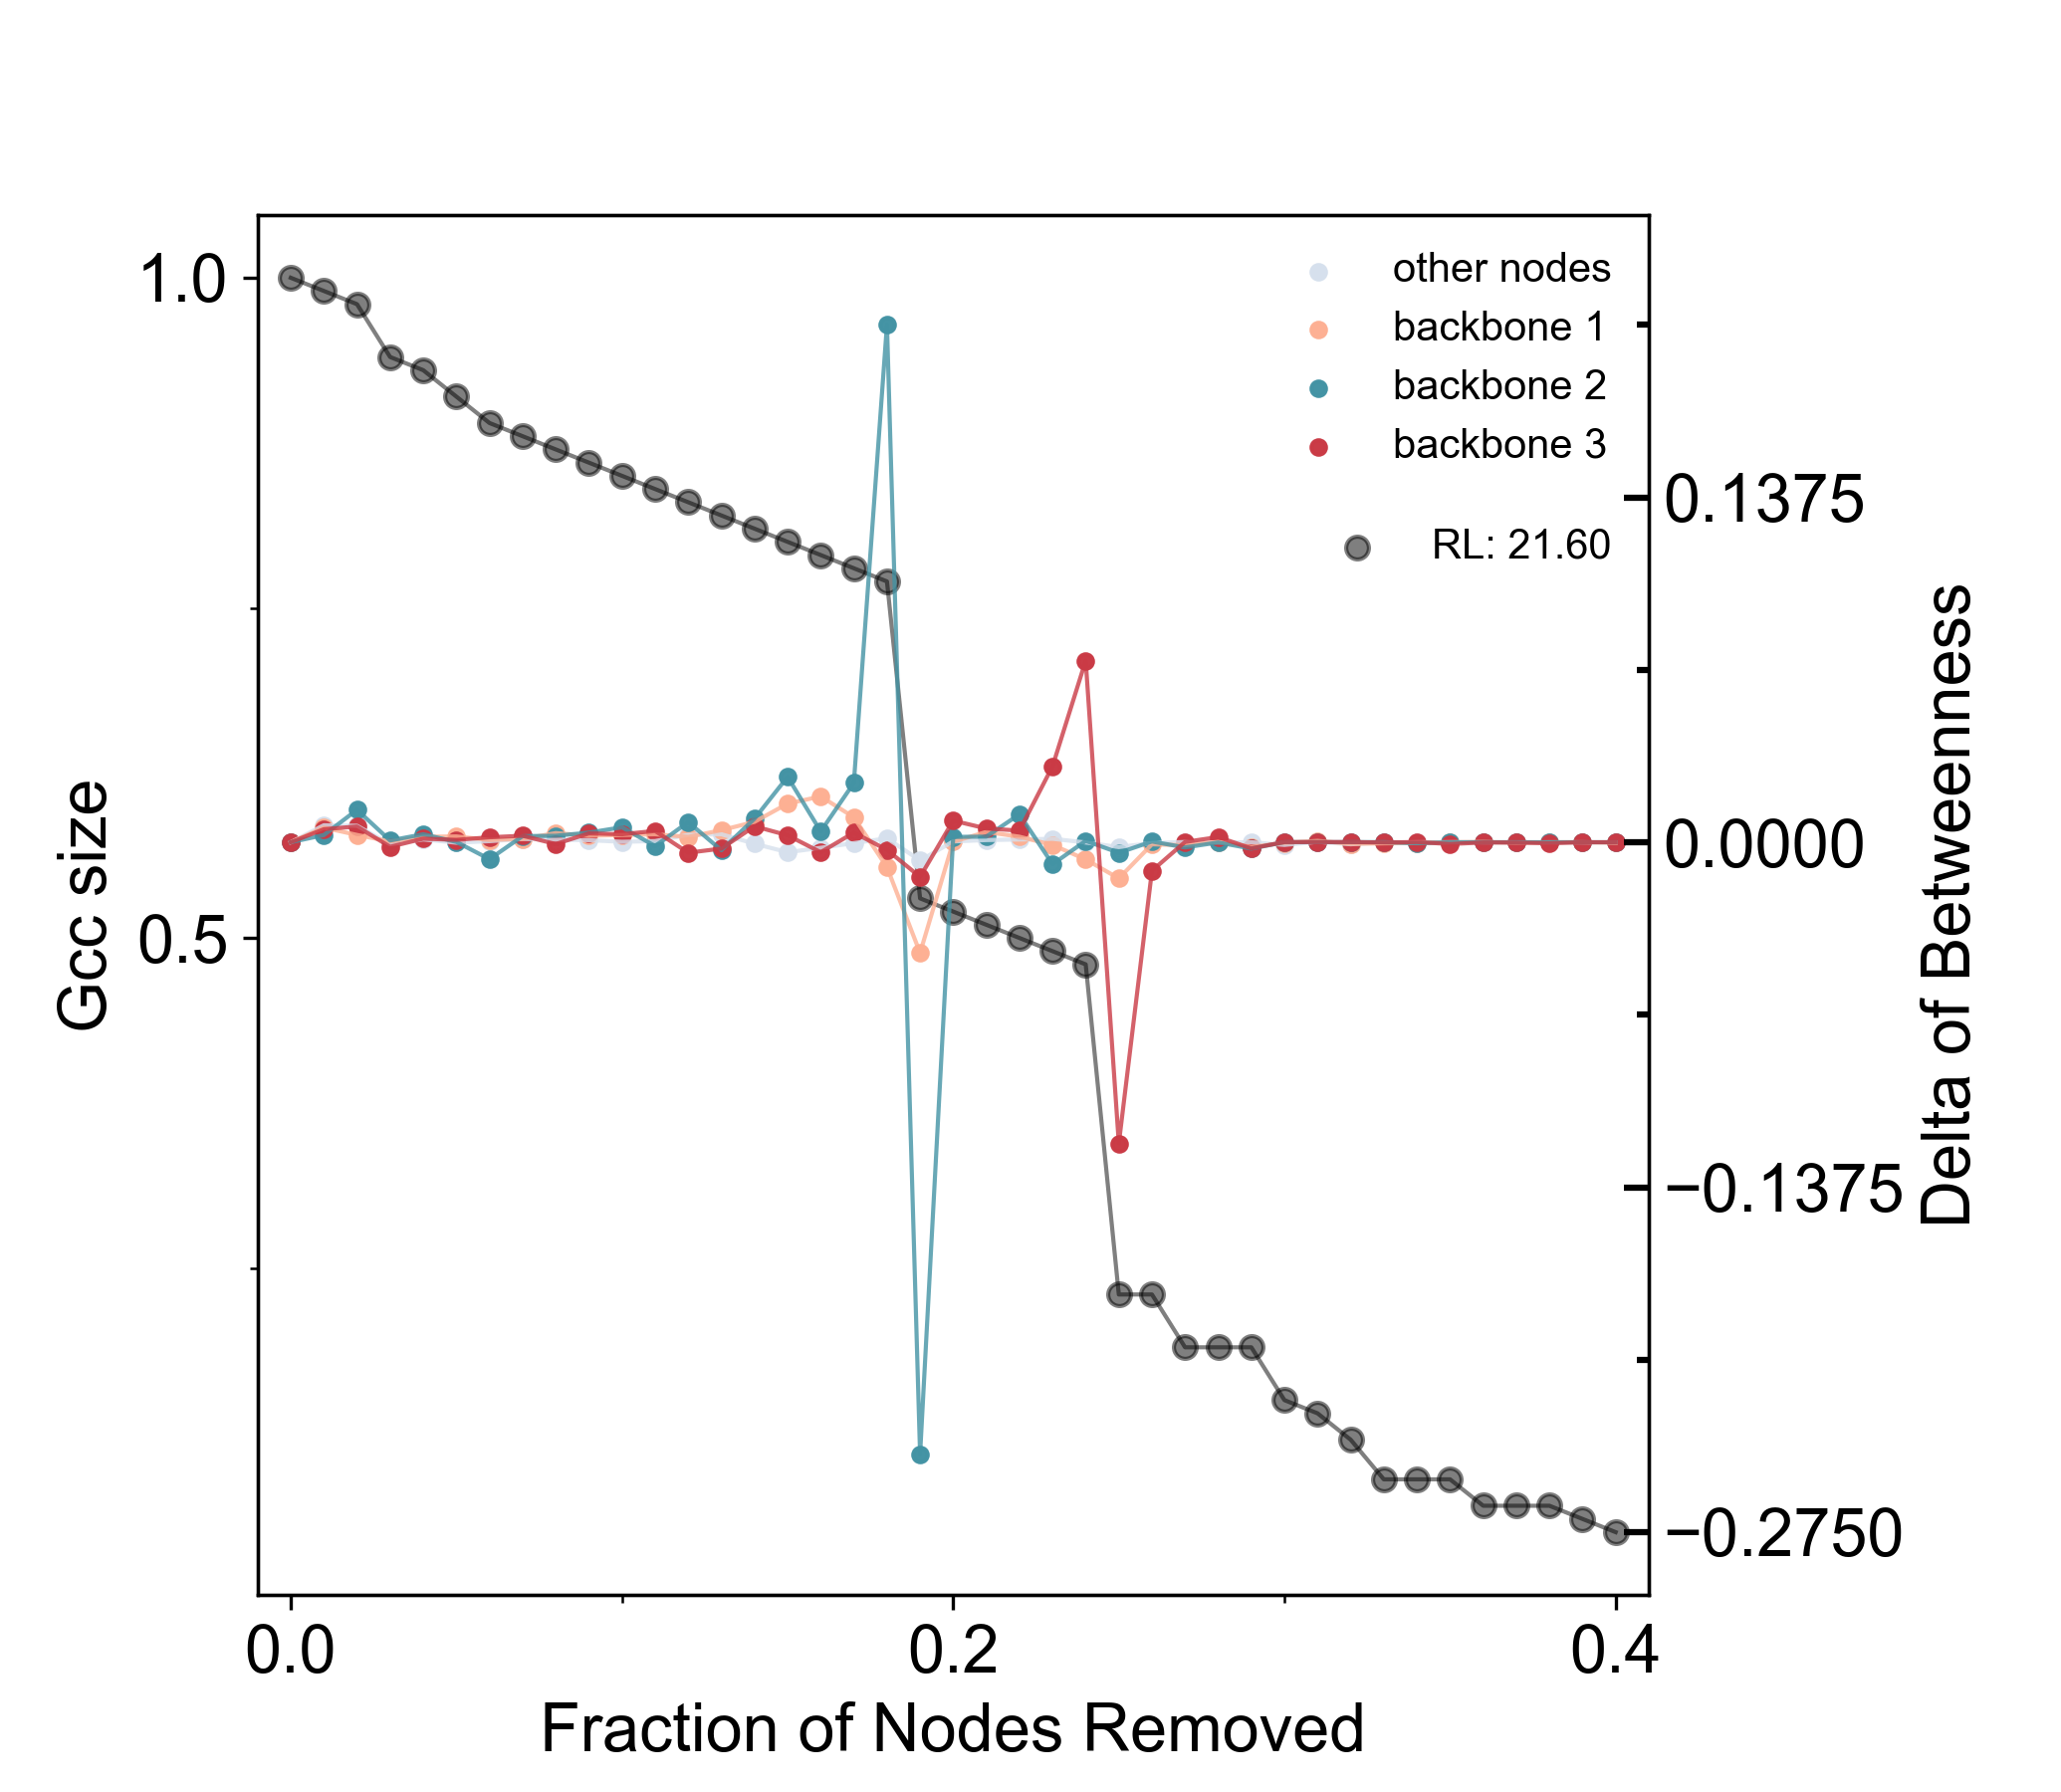 other nodes
backbone 1
backbone 2
backbone 3
RL: 21.60
1.0
0.5
Gcc size
0.1375
0.0000
−0.1375
−0.2750
Delta of Betweenness
0.0
0.2
0.4
Fraction of Nodes Removed